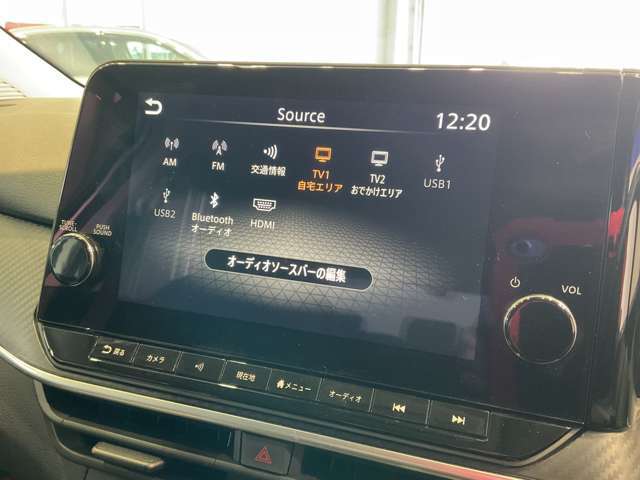 Source
12:20
AM
FM
交通情報
TV1
自宅エリア
TV2
おでかけエリア
USB1
USB2
Bluetooth
オーディオ
HDMI
オーディオソースバーの編集
TUNE・
SCROLL
PUSH
SOUND
VOL
戻る
カメラ
現在地
メニュー
オーディオ